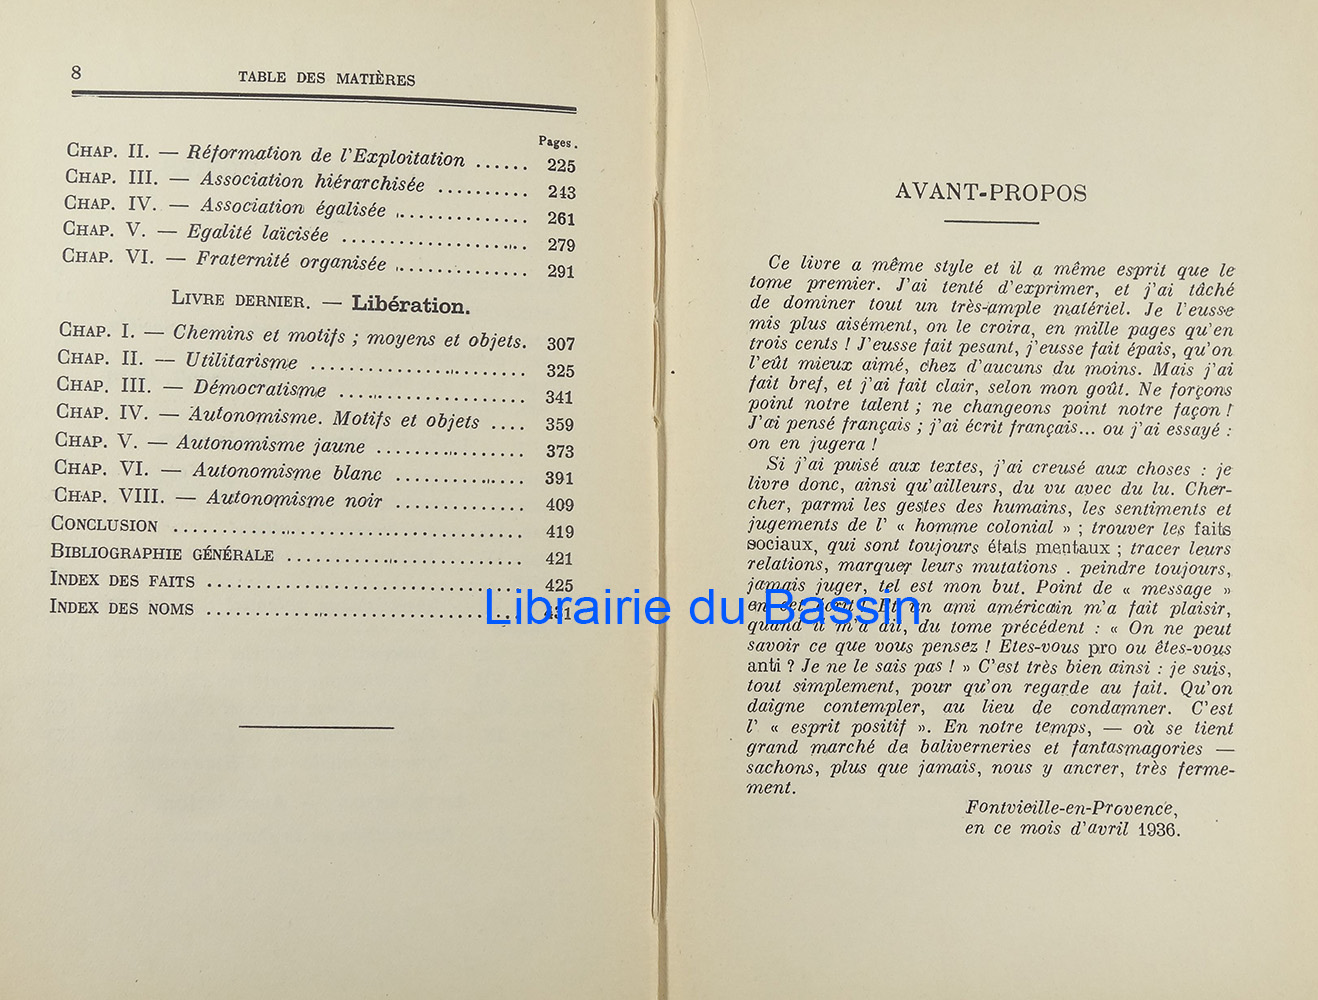 8
TABLE DES MATIÈRES
Pages.
CHAP. II. — Réformation de l'Exploitation ...... 225
CHAP. III. — Association hiérarchisée .......... 243
CHAP. IV. — Association égalisée ............... 261
CHAP. V. — Egalité laïcisée ................... 279
CHAP. VI. — Fraternité organisée ............... 291
LIVRE DERNIER. — Libération.
CHAP. I. — Chemins et motifs ; moyens et objets. 307
CHAP. II. — Utilitarisme ...................... 325
CHAP. III. — Démocratisme ..................... 341
CHAP. IV. — Autonomisme. Motifs et objets .... 359
CHAP. V. — Autonomisme jaune ................. 373
CHAP. VI. — Autonomisme blanc ............... 391
CHAP. VIII. — Autonomisme noir ............... 409
CONCLUSION .................................... 419
BIBLIOGRAPHIE GÉNÉRALE ........................ 421
INDEX DES FAITS ................................ 425
INDEX DES NOMS ................................ 431
AVANT-PROPOS
Ce livre a même style et il a même esprit que le
tome premier. J'ai tenté d'exprimer, et j'ai tâché
de dominer tout un très-ample matériel. Je l'eusse
mis plus aisément, on le croira, en mille pages qu'en
trois cents ! J'eusse fait pesant, j'eusse fait épais, qu'on
l'eût mieux aimé, chez d'aucuns du moins. Mais j'ai
fait bref, et j'ai fait clair, selon mon goût. Ne forçons
point notre talent ; ne changeons point notre façon !
J'ai pensé français ; j'ai écrit français... ou j'ai essayé :
on en jugera !
Si j'ai puisé aux textes, j'ai creusé aux choses : je
livre donc, ainsi qu'ailleurs, du vu avec du lu. Cher-
cher, parmi les gestes des humains, les sentiments et
jugements de l' « homme colonial » ; trouver les faits
sociaux, qui sont toujours états mentaux ; tracer leurs
relations, marquer leurs mutations . peindre toujours,
jamais juger, tel est mon but. Point de « message »
en cet écrit ! Et un ami américain m'a fait plaisir,
quand il m'a dit, du tome précédent : « On ne peut
savoir ce que vous pensez ! Etes-vous pro ou êtes-vous
anti ? Je ne le sais pas ! » C'est très bien ainsi : je suis,
tout simplement, pour qu'on regarde au fait. Qu'on
daigne contempler, au lieu de condamner. C'est
l' « esprit positif ». En notre temps, — où se tient
grand marché de baliverneries et fantasmagories —
sachons, plus que jamais, nous y ancrer, très ferme-
ment.
Fontvieille-en-Provence,
en ce mois d'avril 1936.
Librairie du Bassin